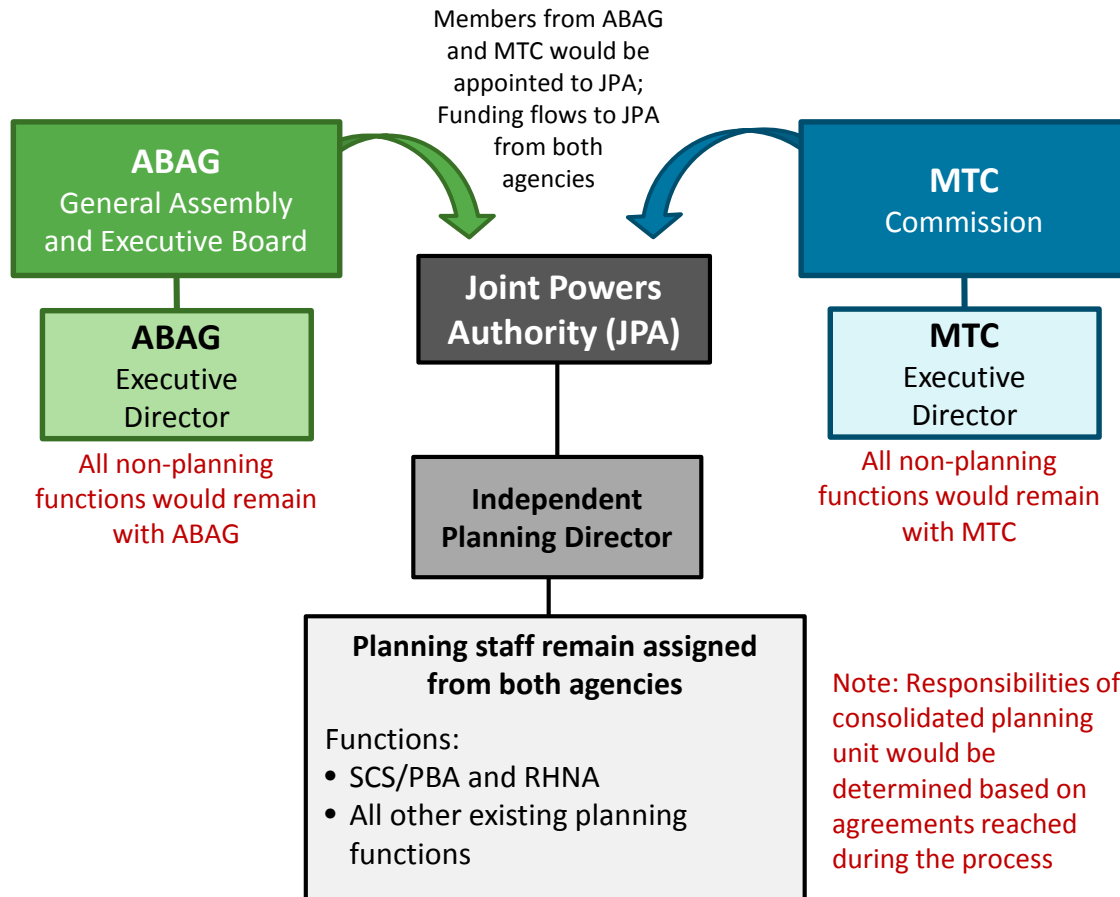 Members from ABAG
and MTC would be
appointed to JPA;
Funding flows to JPA
from both
agencies
ABAG
General Assembly
and Executive Board
MTC
Commission
Joint Powers
Authority (JPA)
ABAG
Executive
Director
MTC
Executive
Director
All non-planning
functions would remain
with ABAG
All non-planning
functions would remain
with MTC
Independent
Planning Director
Planning staff remain assigned
from both agencies
Functions:
• SCS/PBA and RHNA
• All other existing planning
functions
Note: Responsibilities of
consolidated planning
unit would be
determined based on
agreements reached
during the process